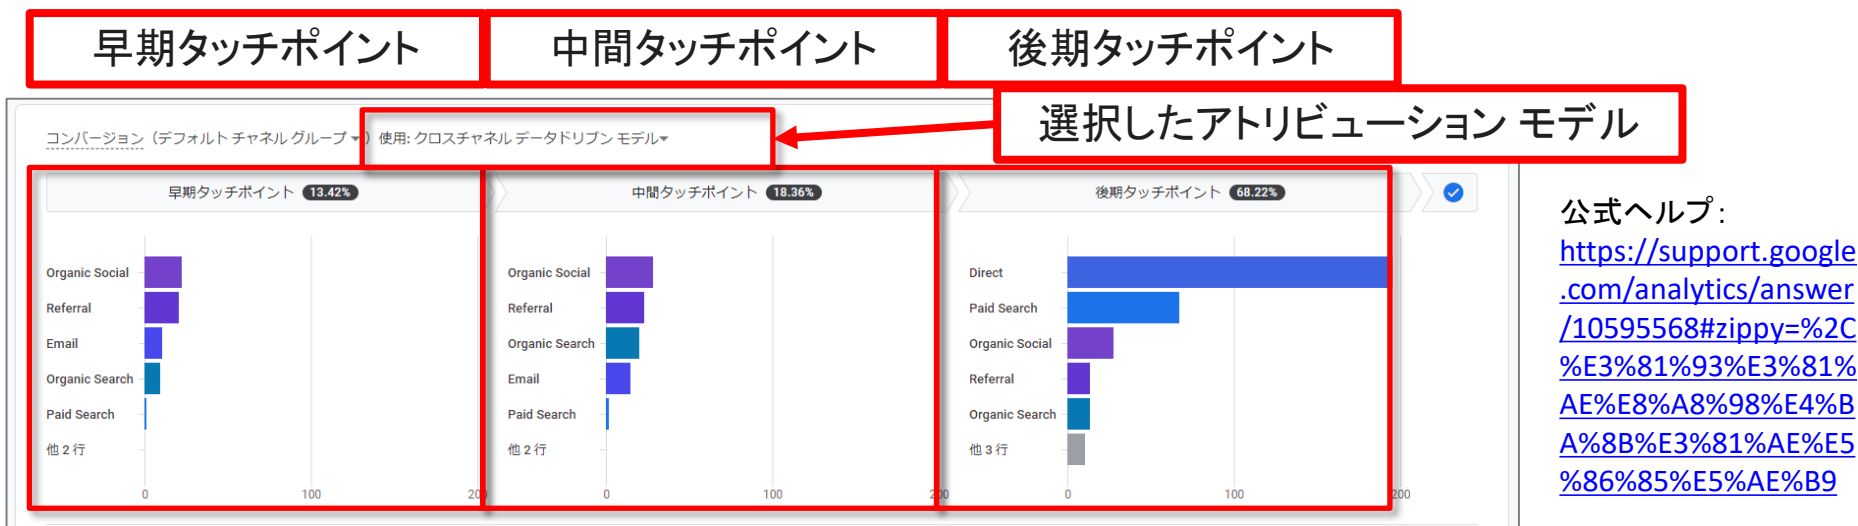 早期タッチポイント
中間タッチポイント
後期タッチポイント
選択したアトリビューション モデル
コンバージョン（デフォルト チャネル グループ ）使用: クロスチャネル データドリブン モデル
早期タッチポイント 13.42%
中間タッチポイント 18.36%
後期タッチポイント 68.22%
Organic Social
Referral
Email
Organic Search
Paid Search
他 2 行
0 100 200
Organic Social
Referral
Organic Search
Email
Paid Search
他 2 行
0 100 200
Direct
Paid Search
Organic Social
Referral
Organic Search
他 3 行
0 100 200
公式ヘルプ：
https://support.google
.com/analytics/answer
/10595568#zippy=%2C
%E3%81%93%E3%81%
AE%E8%A8%98%E4%B
A%8B%E3%81%AE%E5
%86%85%E5%AE%B9